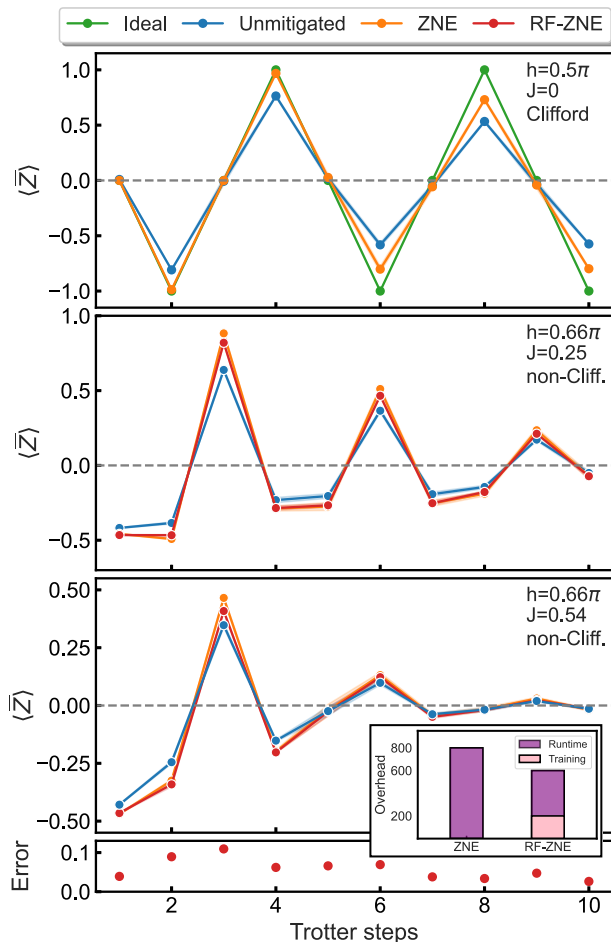 Ideal Unmitigated ZNE RF-ZNE
1.0
0.5
0.0
−0.5
−1.0
⟨Z̅⟩
h=0.5π
J=0
Clifford
1.0
0.5
0.0
−0.5
⟨Z̅⟩
h=0.66π
J=0.25
non-Cliff.
0.50
0.25
0.00
−0.25
−0.50
⟨Z̅⟩
h=0.66π
J=0.54
non-Cliff.
800
600
200
Overhead
Runtime
Training
ZNE RF-ZNE
0.1
0.0
Error
2 4 6 8 10
Trotter steps